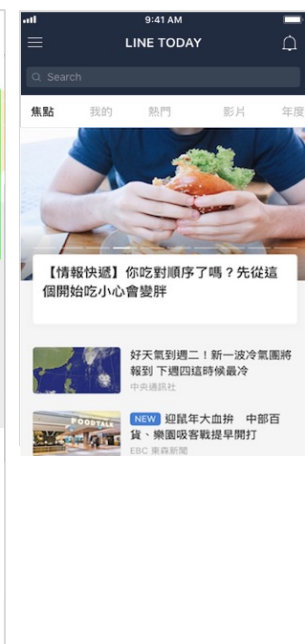 9:41 AM
LINE TODAY
Search
焦點 我的 熱門 影片 年度
【情報快遞】你吃對順序了嗎？先從這
個開始吃小心會變胖
好天氣到週二！新一波冷氣團將
報到 下週四這時候最冷
中央通訊社
FOODTALE
NEW 迎鼠年大血拚 中部百
貨、樂園吸客戰提早開打
EBC 東森新聞